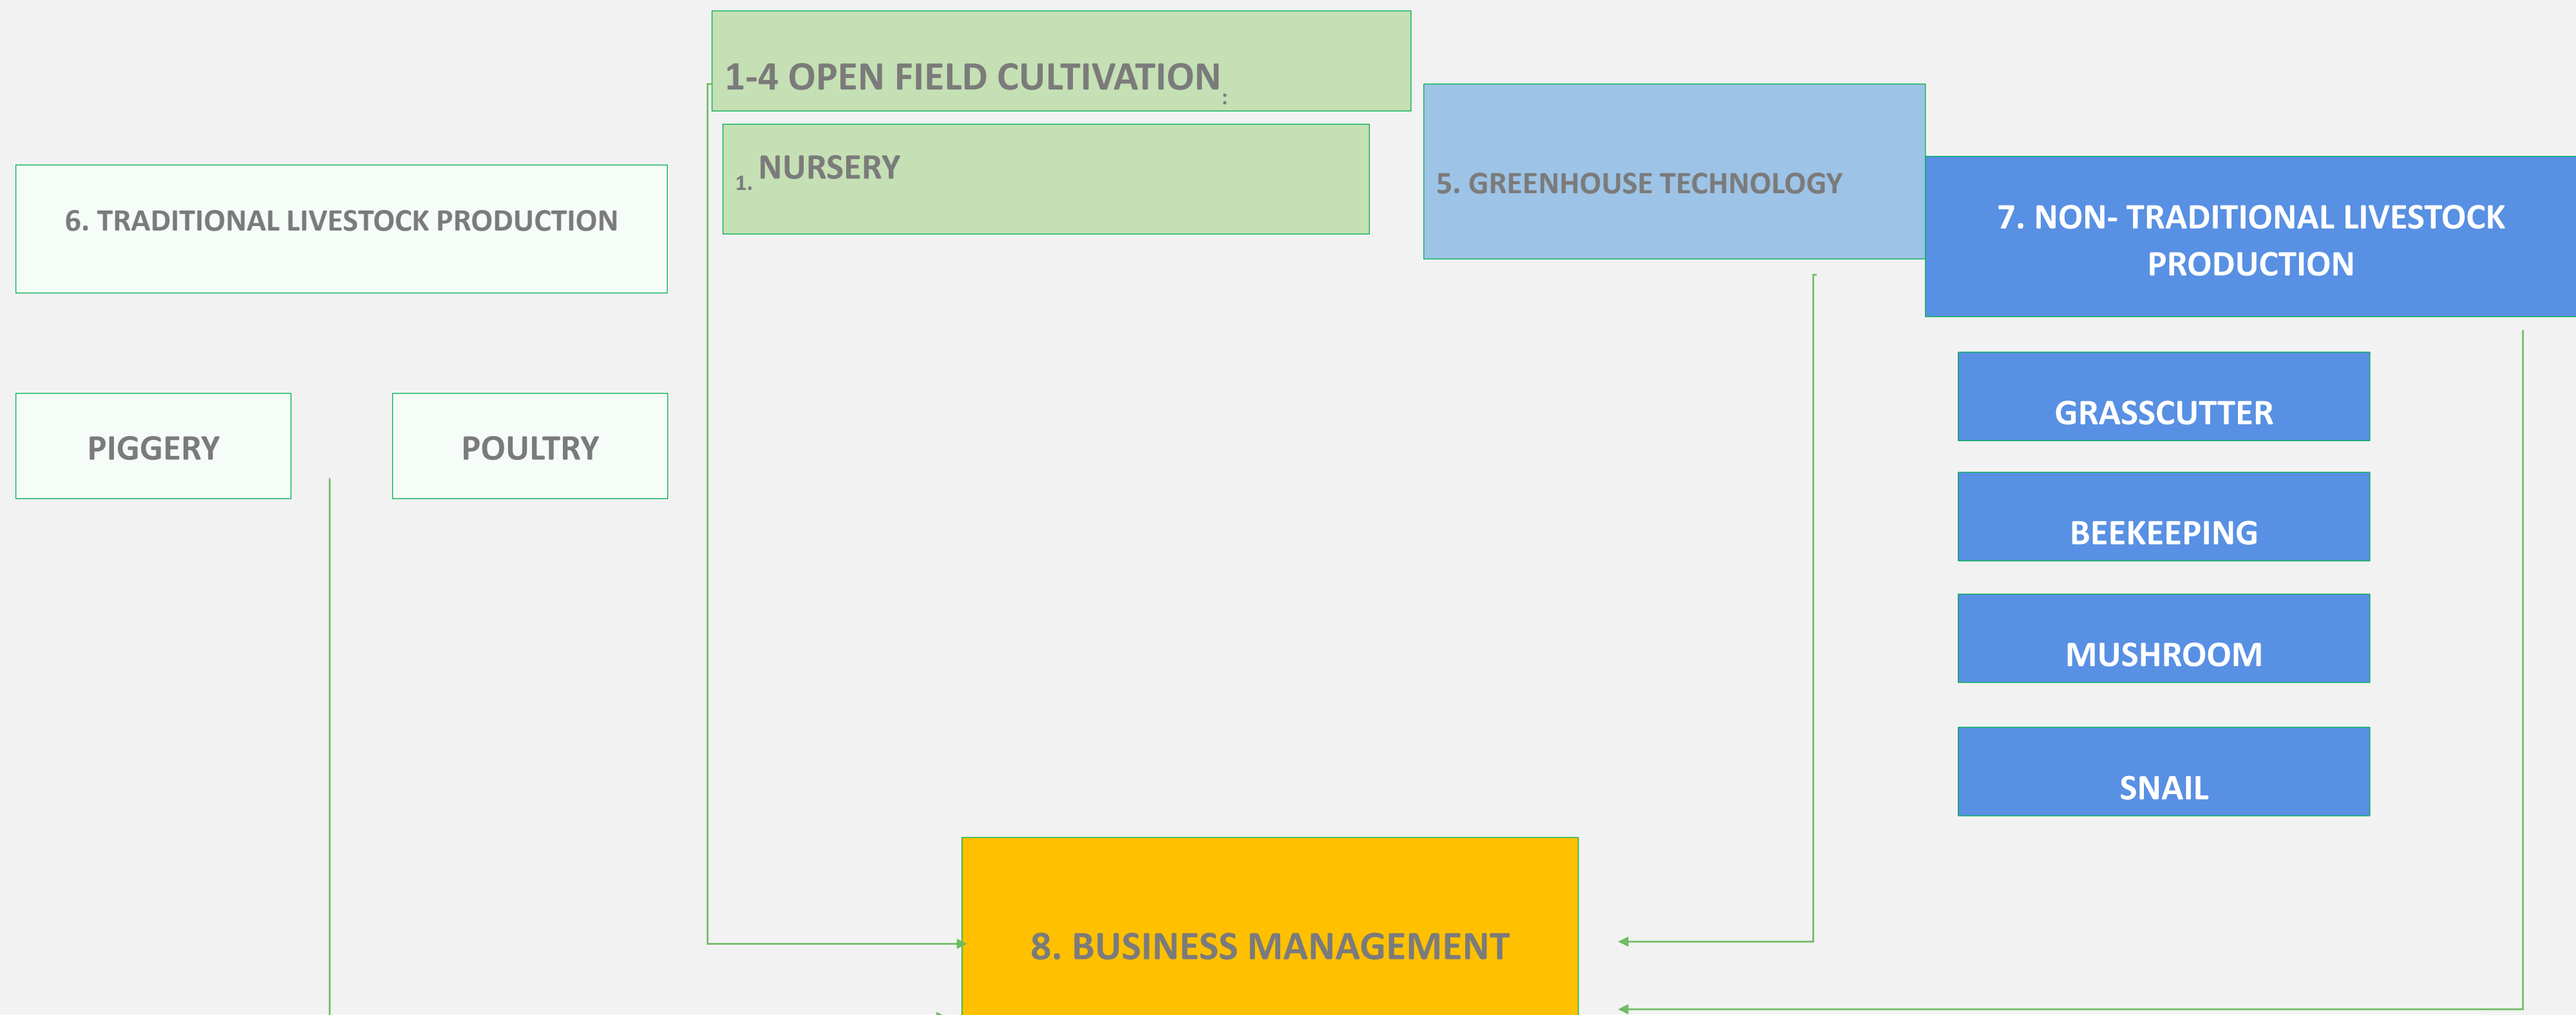 1-4 OPEN FIELD CULTIVATION:
1. NURSERY
5. GREENHOUSE TECHNOLOGY
6. TRADITIONAL LIVESTOCK PRODUCTION
7. NON- TRADITIONAL LIVESTOCK
PRODUCTION
PIGGERY
POULTRY
GRASSCUTTER
BEEKEEPING
MUSHROOM
SNAIL
8. BUSINESS MANAGEMENT